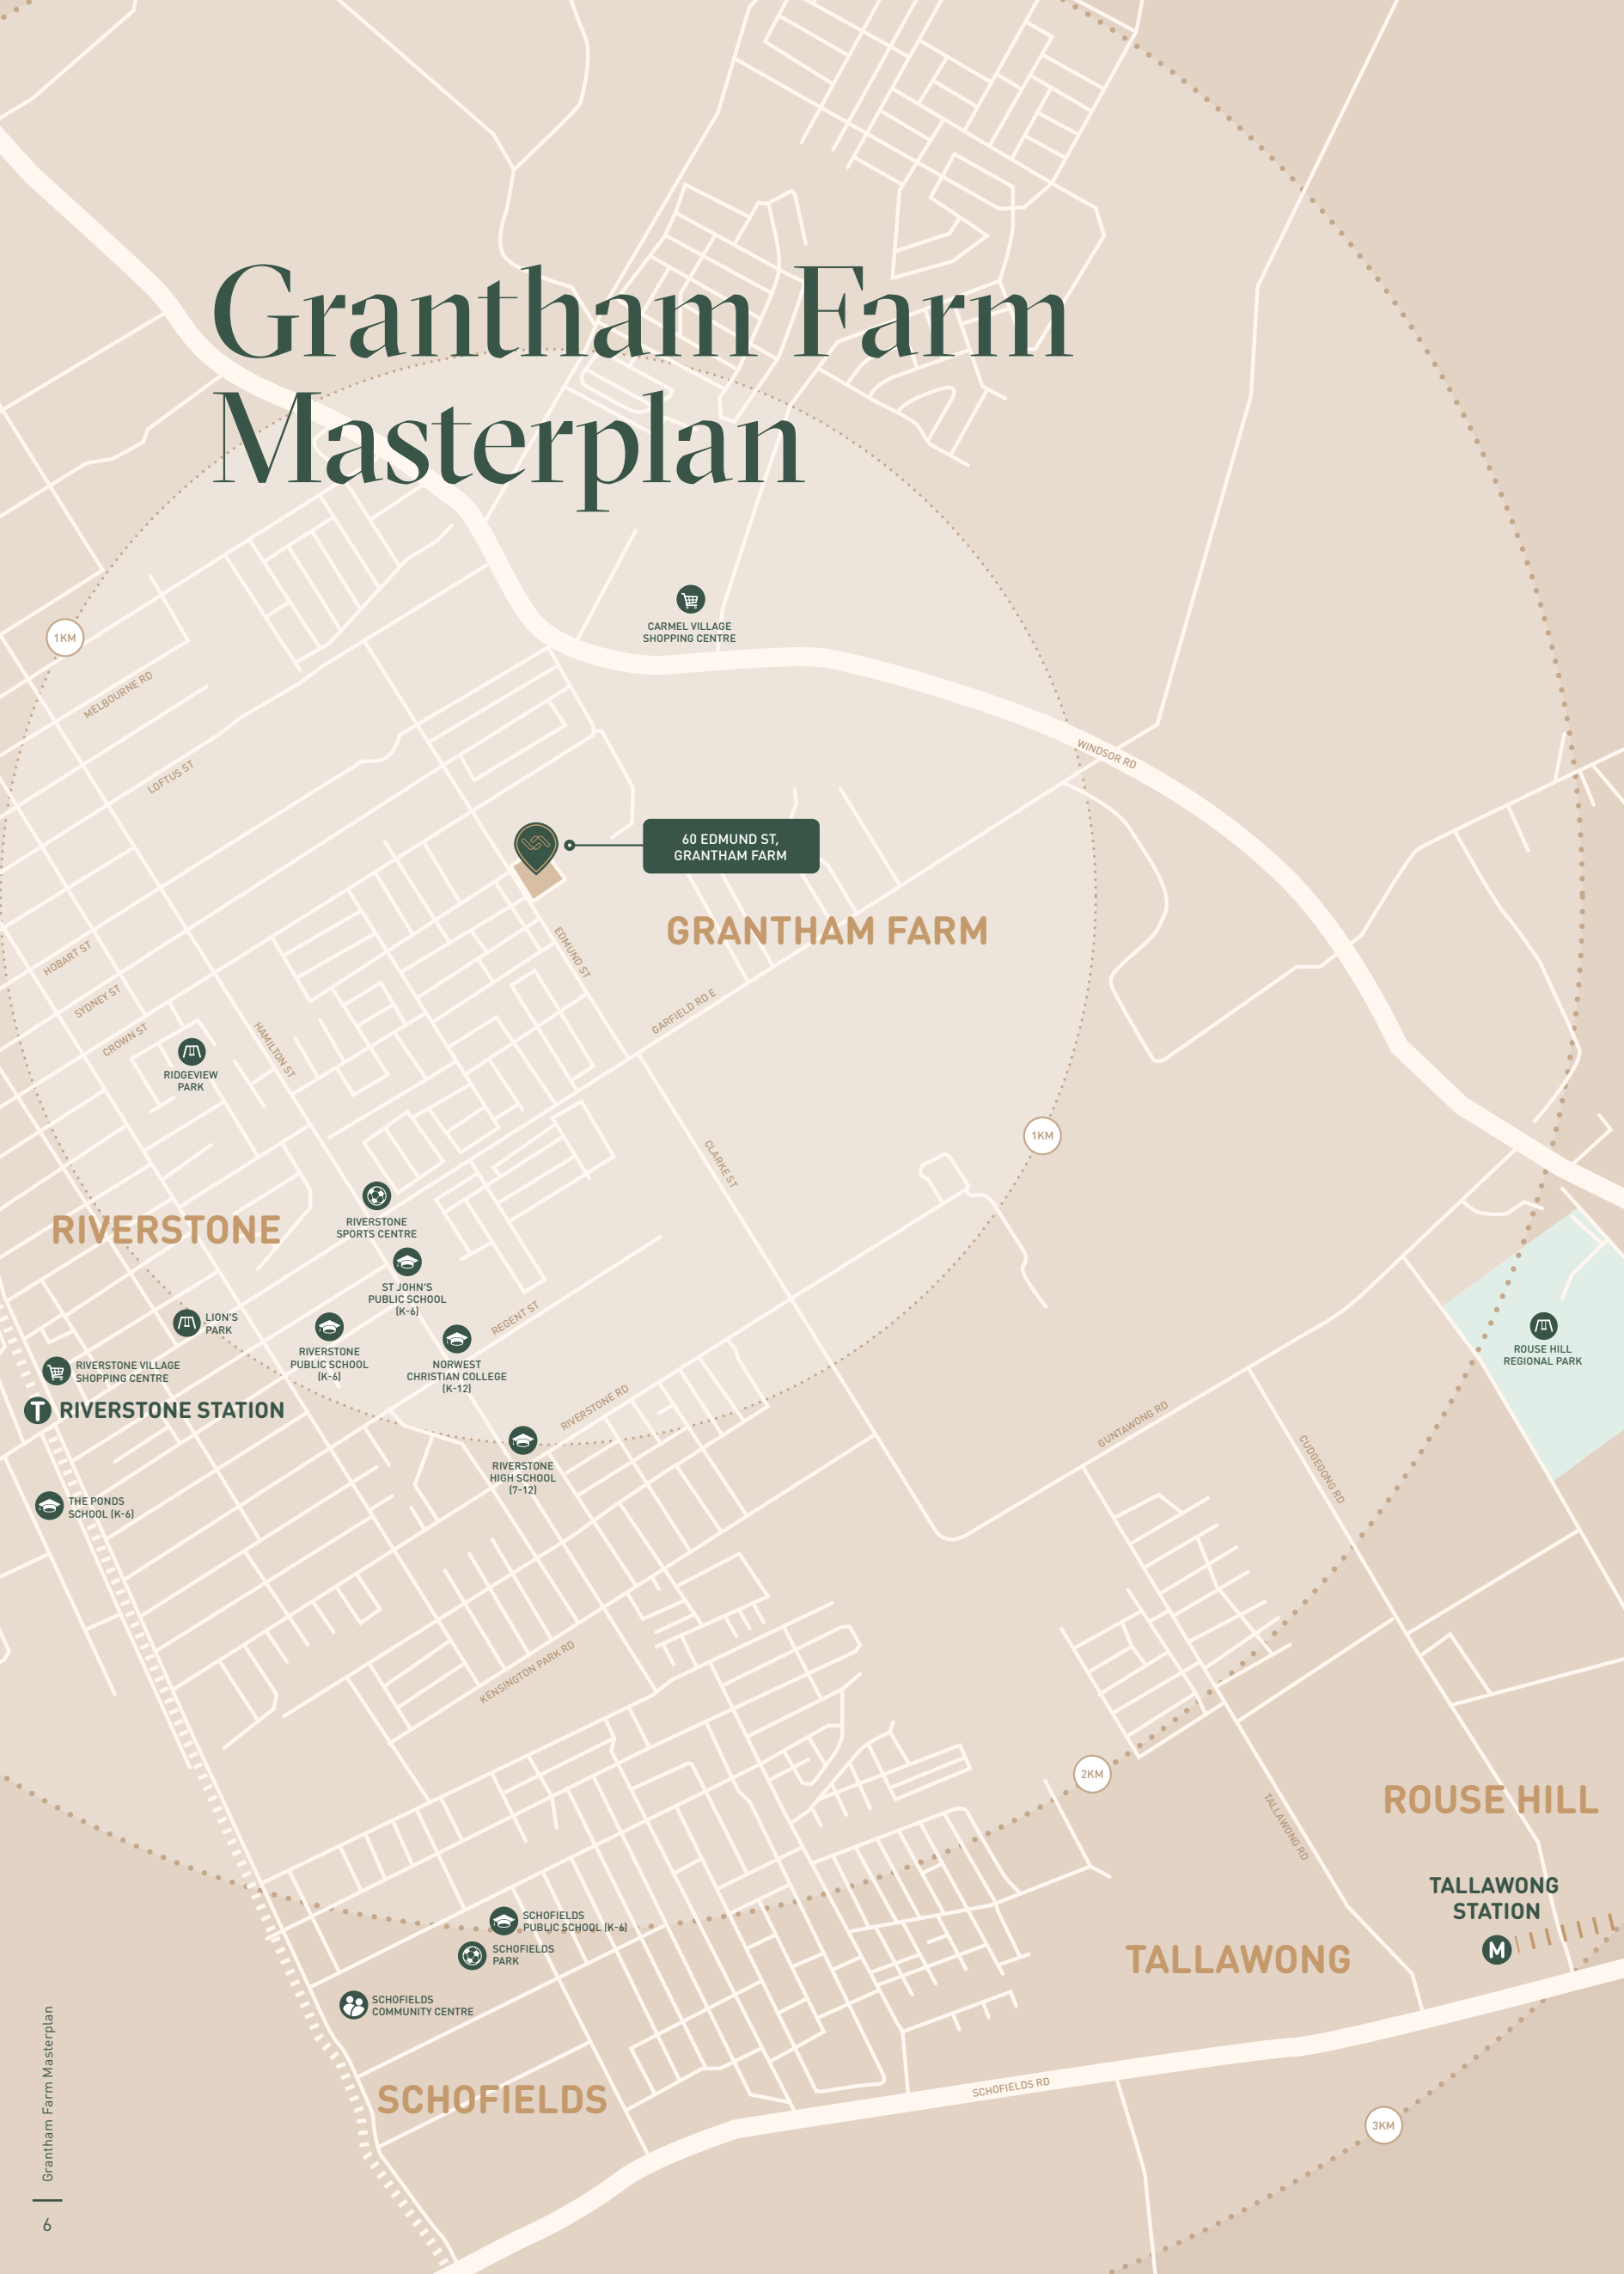 Grantham Farm
Masterplan
CARMEL VILLAGE
SHOPPING CENTRE
1KM
MELBOURNE RD
LOFTUS ST
WINDSOR RD
60 EDMUND ST,
GRANTHAM FARM
GRANTHAM FARM
EDMUND ST
HOBART ST
SYDNEY ST
CROWN ST
HAMILTON ST
GARFIELD RD E
RIDGEVIEW
PARK
1KM
CLARKE ST
RIVERSTONE
RIVERSTONE
SPORTS CENTRE
ST JOHN'S
PUBLIC SCHOOL
(K-6)
LION'S
PARK
REGENT ST
RIVERSTONE
PUBLIC SCHOOL
(K-6)
NORWEST
CHRISTIAN COLLEGE
(K-12)
ROUSE HILL
REGIONAL PARK
RIVERSTONE VILLAGE
SHOPPING CENTRE
T RIVERSTONE STATION
RIVERSTONE RD
GUNTAWONG RD
CUDGEGONG RD
RIVERSTONE
HIGH SCHOOL
(7-12)
THE PONDS
SCHOOL (K-6)
KENSINGTON PARK RD
2KM
ROUSE HILL
TALLAWONG RD
TALLAWONG
STATION
M
SCHOFIELDS
PUBLIC SCHOOL (K-6)
SCHOFIELDS
PARK
TALLAWONG
SCHOFIELDS
COMMUNITY CENTRE
SCHOFIELDS
SCHOFIELDS RD
3KM
Grantham Farm Masterplan
6